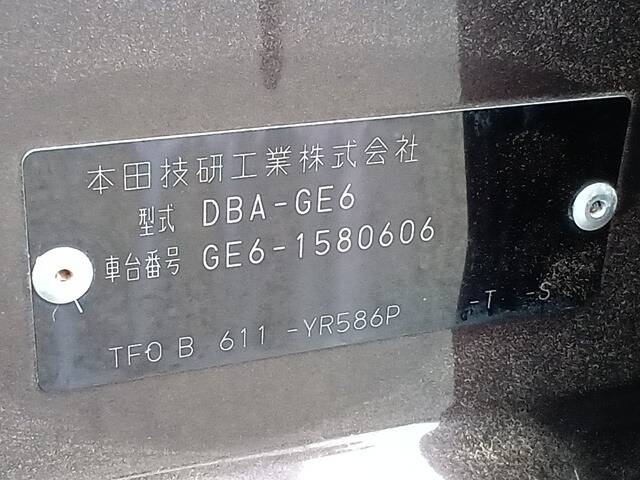 本田技研工業株式会社
型式 DBA-GE6
車台番号 GE6-1580606
TF0 B 611 -YR586P -T -S